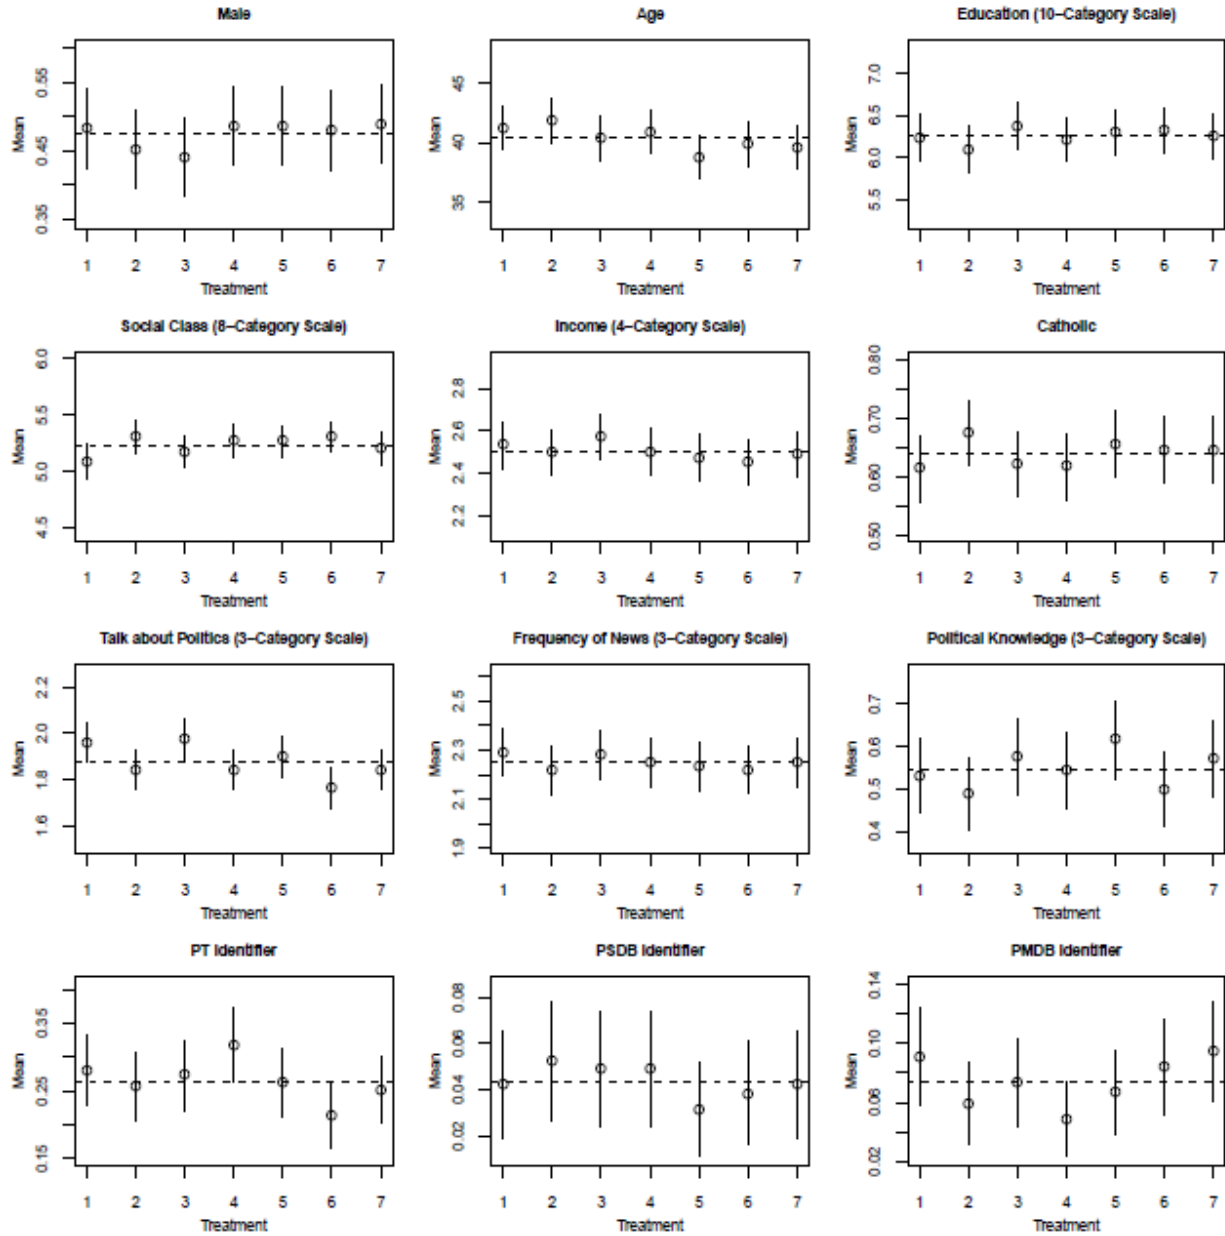 Male
Mean
0.35 0.45 0.55
1 2 3 4 5 6 7
Treatment
Age
Mean
35 40 45
1 2 3 4 5 6 7
Treatment
Education (10–Category Scale)
Mean
5.5 6.0 6.5 7.0
1 2 3 4 5 6 7
Treatment
Social Class (8–Category Scale)
Mean
4.5 5.0 5.5 6.0
1 2 3 4 5 6 7
Treatment
Income (4–Category Scale)
Mean
2.2 2.4 2.6 2.8
1 2 3 4 5 6 7
Treatment
Catholic
Mean
0.50 0.60 0.70 0.80
1 2 3 4 5 6 7
Treatment
Talk about Politics (3–Category Scale)
Mean
1.6 1.8 2.0 2.2
1 2 3 4 5 6 7
Treatment
Frequency of News (3–Category Scale)
Mean
1.9 2.1 2.3 2.5
1 2 3 4 5 6 7
Treatment
Political Knowledge (3–Category Scale)
Mean
0.4 0.5 0.6 0.7
1 2 3 4 5 6 7
Treatment
PT Identifier
Mean
0.15 0.25 0.35
1 2 3 4 5 6 7
Treatment
PSDB Identifier
Mean
0.02 0.04 0.06 0.08
1 2 3 4 5 6 7
Treatment
PMDB Identifier
Mean
0.02 0.06 0.10 0.14
1 2 3 4 5 6 7
Treatment